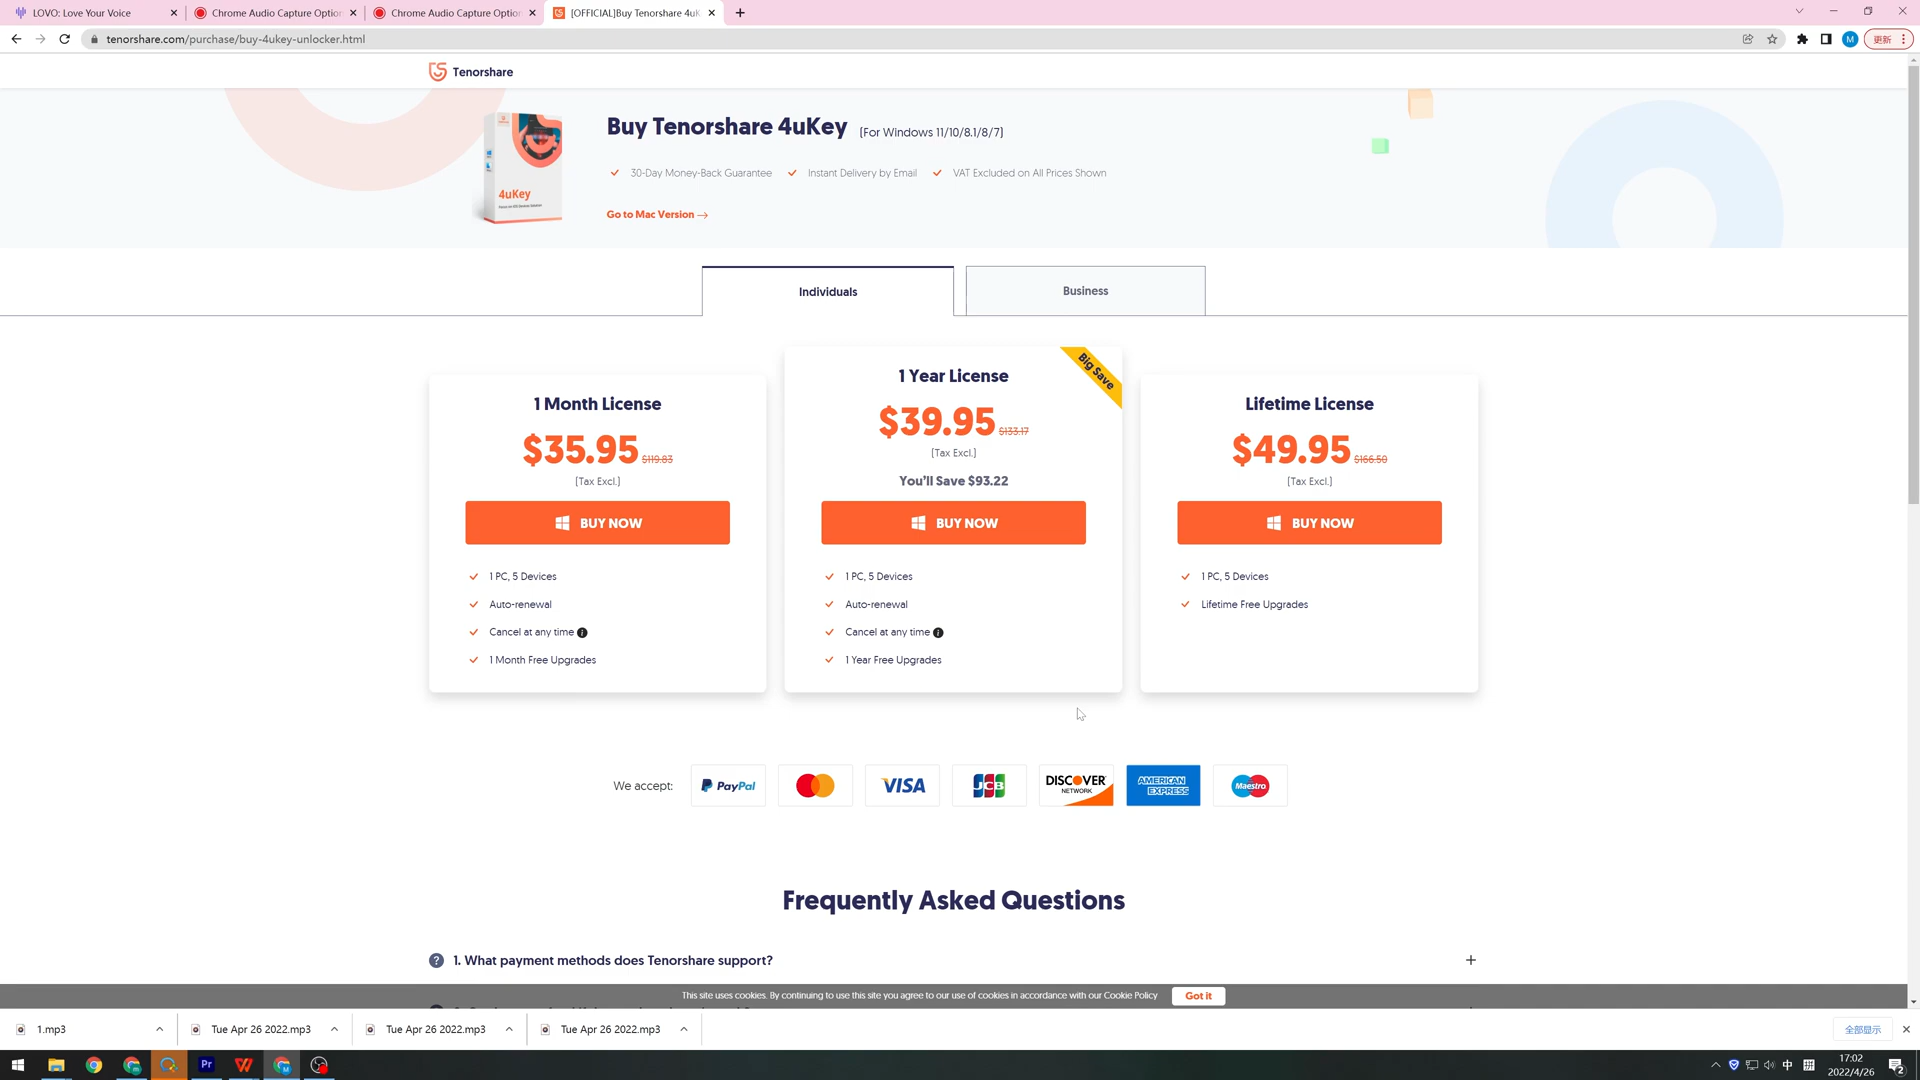 LOVO: Love Your Voice
Chrome Audio Capture Option
Chrome Audio Capture Option
[OFFICIAL]Buy Tenorshare 4uK
tenorshare.com/purchase/buy-4ukey-unlocker.html
M
更新
Tenorshare
4uKey
Buy Tenorshare 4uKey (For Windows 11/10/8.1/8/7)
30-Day Money-Back Guarantee
Instant Delivery by Email
VAT Excluded on All Prices Shown
Go to Mac Version
Individuals
Business
1 Month License
$35.95 $119.83
(Tax Excl.)
BUY NOW
1 PC, 5 Devices
Auto-renewal
Cancel at any time
1 Month Free Upgrades
Big Save
1 Year License
$39.95 $133.17
(Tax Excl.)
You'll Save $93.22
BUY NOW
1 PC, 5 Devices
Auto-renewal
Cancel at any time
1 Year Free Upgrades
Lifetime License
$49.95 $166.50
(Tax Excl.)
BUY NOW
1 PC, 5 Devices
Lifetime Free Upgrades
We accept:
PayPal
VISA
JCB
DISCOVER
NETWORK
AMERICAN
EXPRESS
Maestro
Frequently Asked Questions
1. What payment methods does Tenorshare support?
This site uses cookies. By continuing to use this site you agree to our use of cookies in accordance with our Cookie Policy
Got it
1.mp3
Tue Apr 26 2022.mp3
Tue Apr 26 2022.mp3
Tue Apr 26 2022.mp3
全部显示
Pr
中
17:02
2022/4/26
2